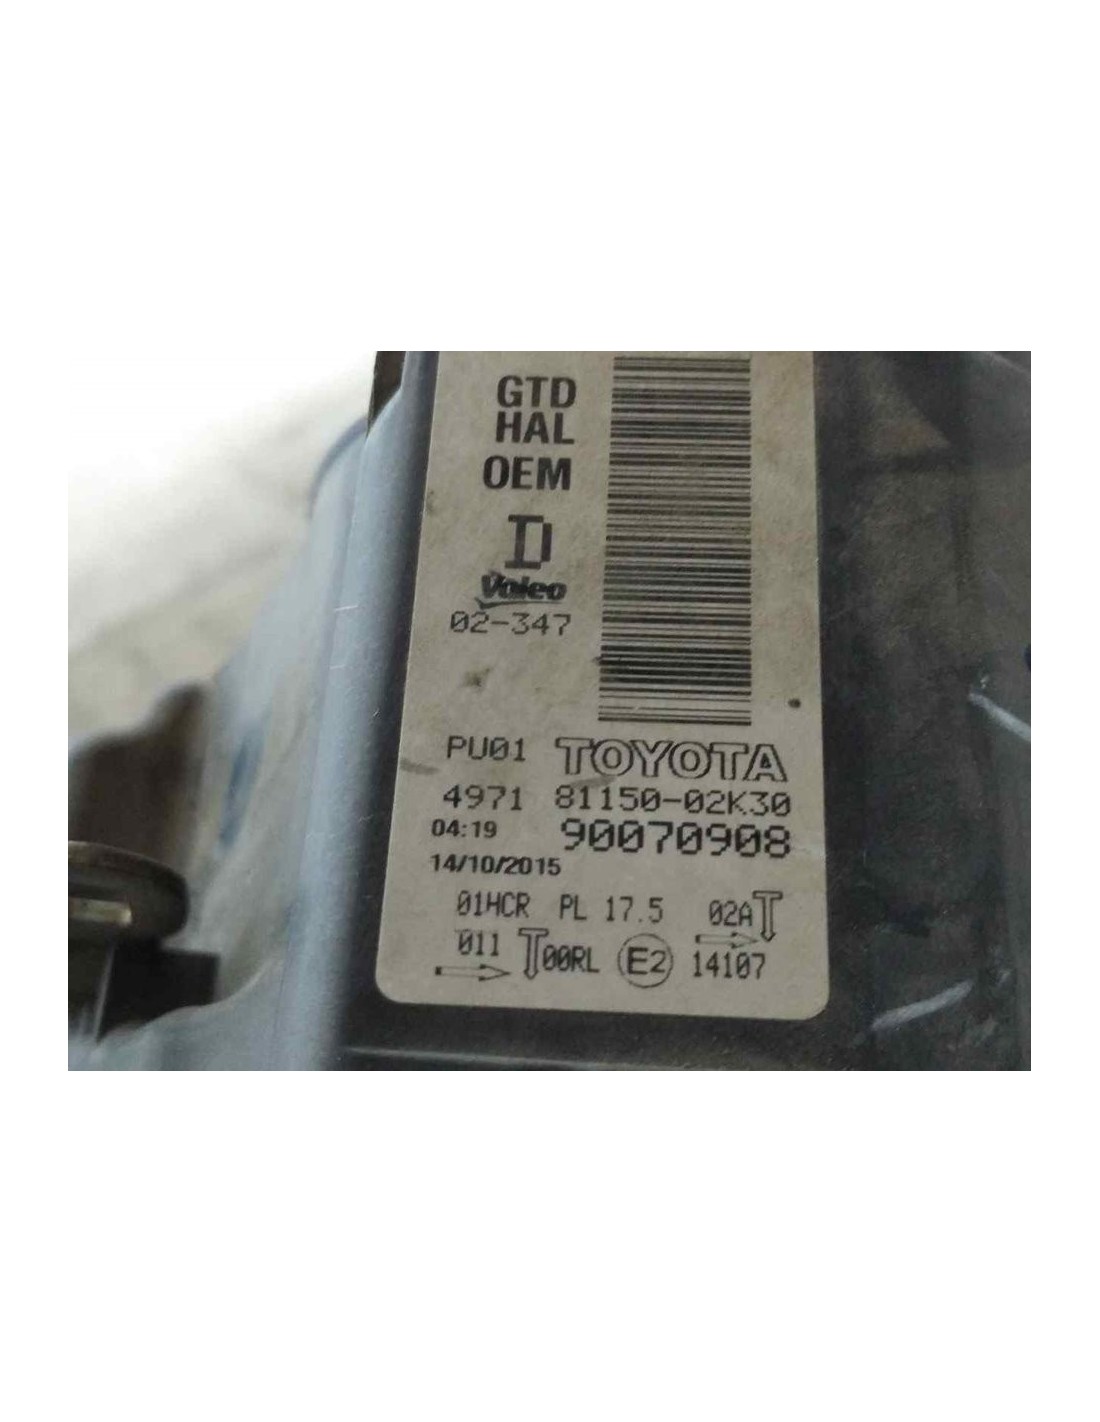 GTD
HAL
OEM
D
Valeo
02-347
PU01 TOYOTA
4971 81150-02K30
04:19 90070908
14/10/2015
01HCR PL 17.5 02A
011 00RL E2 14107